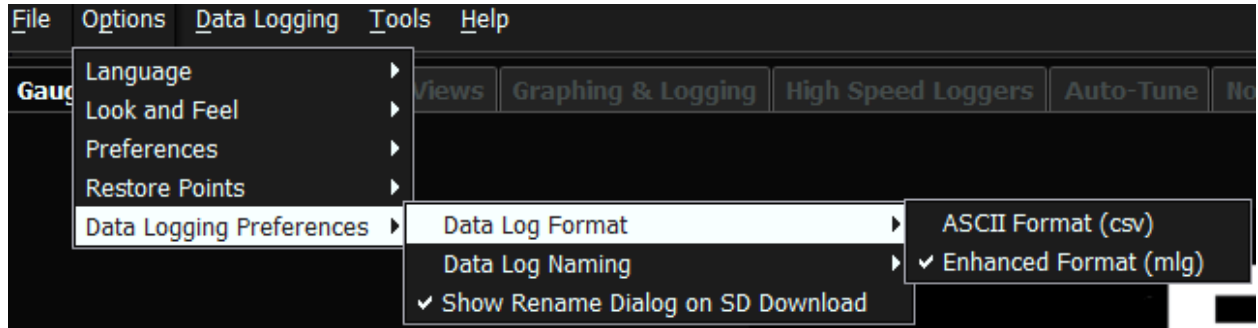 File Options Data Logging Tools Help
Language
Gaug Views Graphing & Logging High Speed Loggers Auto-Tune No
Look and Feel
Preferences
Restore Points
Data Logging Preferences
Data Log Format
Data Log Naming
Show Rename Dialog on SD Download
ASCII Format (csv)
Enhanced Format (mlg)